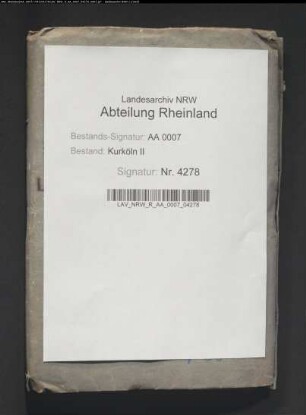 Landesarchiv NRW
Abteilung Rheinland
Bestands-Signatur: AA 0007
Bestand: Kurköln II
Signatur: Nr. 4278
LAV_NRW_R_AA_0007_04278